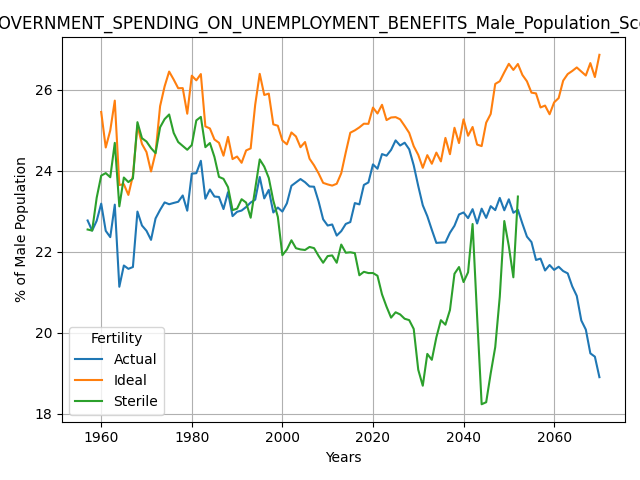 OVERNMENT_SPENDING_ON_UNEMPLOYMENT_BENEFITS_Male_Population_Sc
26
24
22
20
18
% of Male Population
Fertility
Actual
Ideal
Sterile
1960
1980
2000
2020
2040
2060
Years